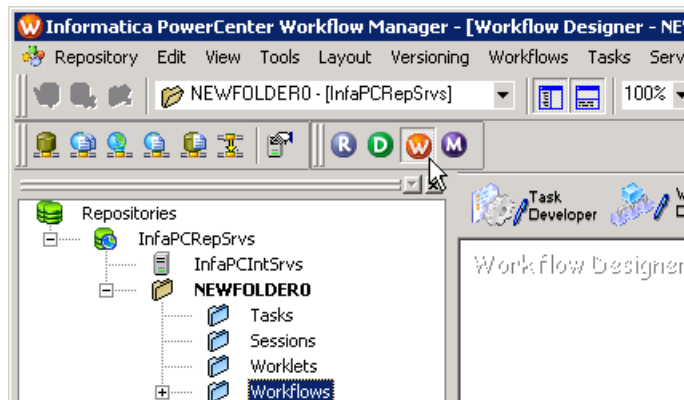 Informatica PowerCenter Workflow Manager - [Workflow Designer - NE
Repository Edit View Tools Layout Versioning Workflows Tasks Serv
NEWFOLDER0 - [InfaPCRepSrvs] 100%
R D W M
Repositories
InfaPCRepSrvs
InfaPCIntSrvs
NEWFOLDER0
Tasks
Sessions
Worklets
Workflows
Task
Developer
Workflow Designer